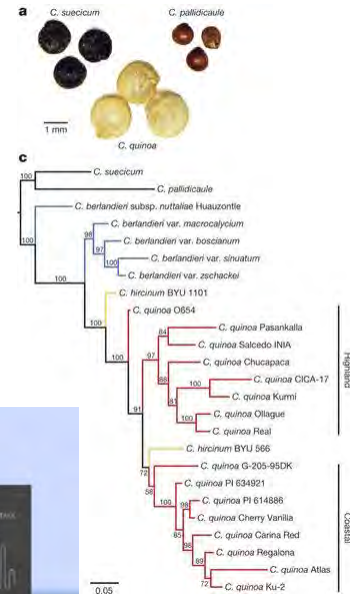 a
C. suecicum
C. pallidicaule
1 mm
C. quinoa
c
100
C. suecicum
C. pallidicaule
C. berlandieri subsp. nuttaliae Huauzontle
100
98
C. berlandieri var. macrocalycium
97
C. berlandieri var. boscianum
100
C. berlandieri var. sinuatum
C. berlandieri var. zschackei
100
C. hircinum BYU 1101
100
C. quinoa O654
C. quinoa Pasankalla
84
C. quinoa Salcedo INIA
100
97
C. quinoa Chucapaca
88
100
C. quinoa CICA-17
C. quinoa Kurmi
81
C. quinoa Ollague
100
C. quinoa Real
91
Highland
C. hircinum BYU 566
72
C. quinoa G-205-95DK
58
C. quinoa PI 634921
100
98
C. quinoa PI 614886
C. quinoa Cherry Vanilla
85
C. quinoa Carina Red
98
C. quinoa Regalona
89
C. quinoa Atlas
72
C. quinoa Ku-2
Coastal
0.05